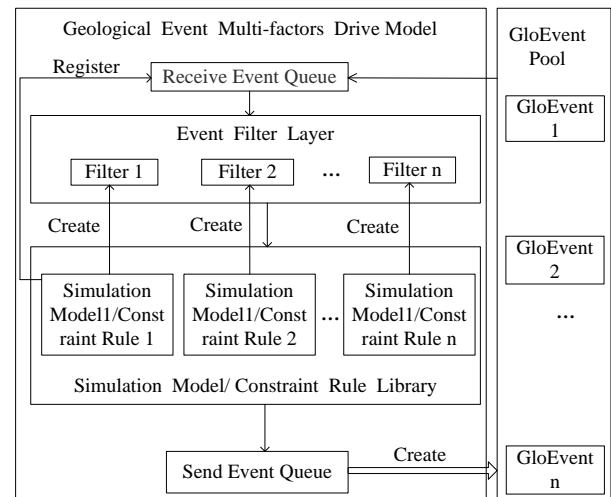 Geological Event Multi-factors Drive Model
Register
Receive Event Queue
Event Filter Layer
Filter 1
Filter 2
...
Filter n
Create
Create
Create
Simulation
Model1/Const
raint Rule 1
Simulation
Model1/Const
raint Rule 2
...
Simulation
Model1/Const
raint Rule n
Simulation Model/ Constraint Rule Library
Send Event Queue
Create
GloEvent
Pool
GloEvent
1
GloEvent
2
...
GloEvent
n